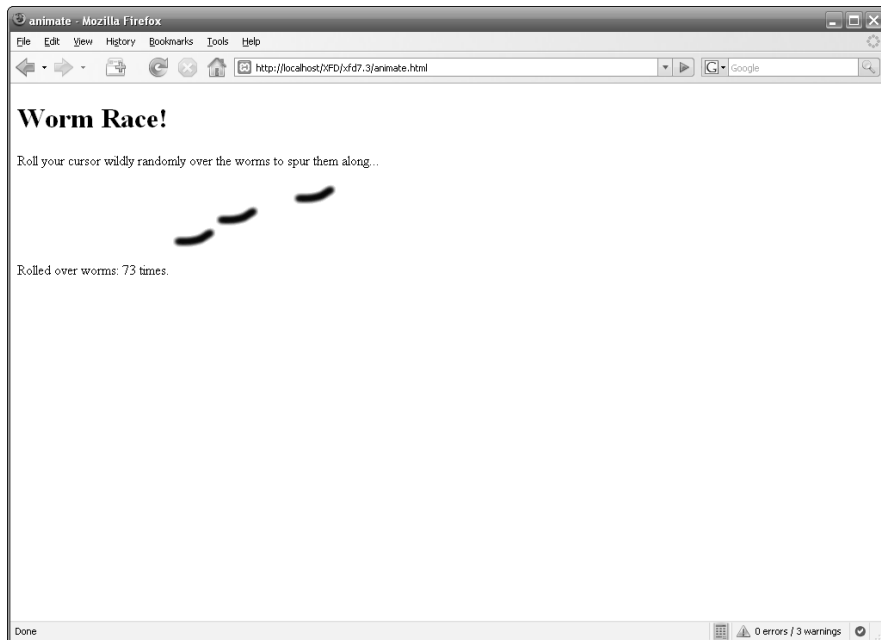 animate - Mozilla Firefox
File Edit View History Bookmarks Tools Help
http://localhost/XFD/xfd7.3/animate.html G Google
Worm Race!
Roll your cursor wildly randomly over the worms to spur them along...
Rolled over worms: 73 times.
Done 0 errors / 3 warnings